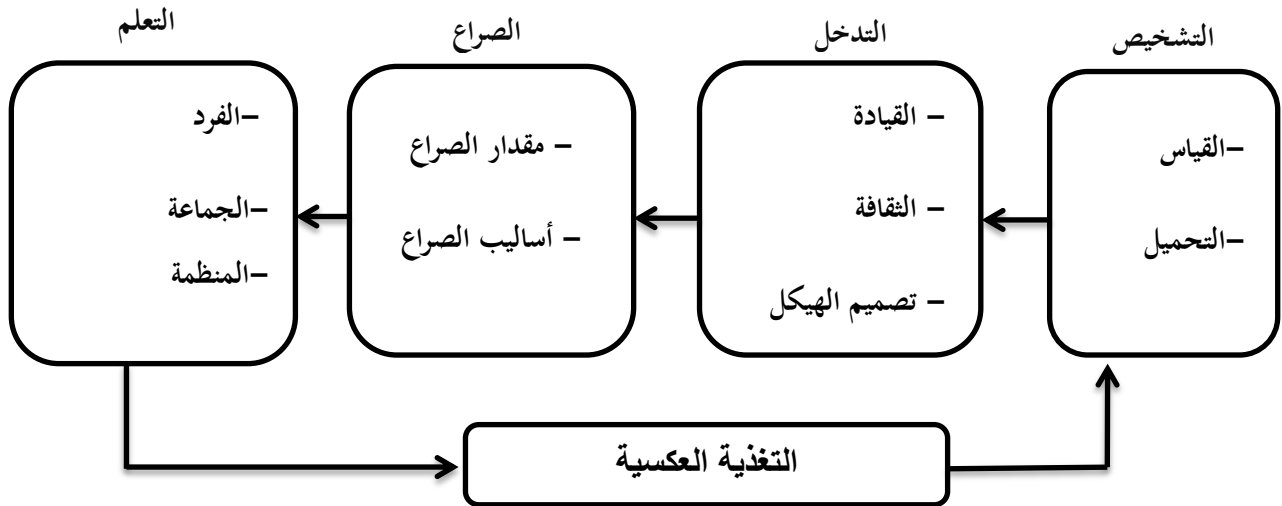 التشخيص
–القياس
–التحميل
التدخل
– القيادة
– الثقافة
– تصميم الهيكل
الصراع
– مقدار الصراع
– أساليب الصراع
التعلم
–الفرد
–الجماعة
–المنظمة
التغذية العكسية